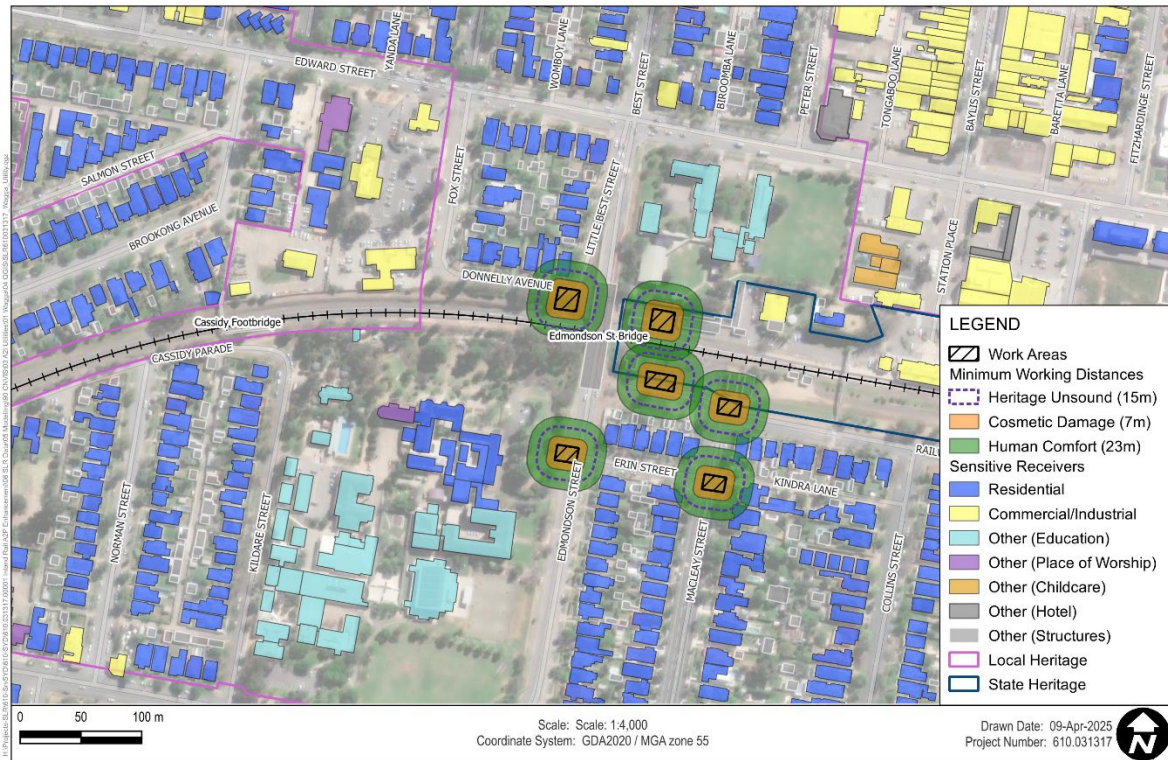 YABTREE LANE
EDWARD STREET
WOMBOY LANE
BEST STREET
BIROOMBA LANE
PETER STREET
TONGABOO LANE
BAYLIS STREET
BARETTA LANE
FITZHARDINGE STREET
SALMON STREET
BROOKONG AVENUE
FOX STREET
LITTLE BEST STREET
DONNELLY AVENUE
STATION PLACE
Cassidy Footbridge
Edmondson St Bridge
CASSIDY PARADE
NORMAN STREET
KILDARE STREET
EDMONDSON STREET
ERIN STREET
KINDRA LANE
MACLEAY STREET
COLLINS STREET
RAILW
LEGEND
Work Areas
Minimum Working Distances
Heritage Unsound (15m)
Cosmetic Damage (7m)
Human Comfort (23m)
Sensitive Receivers
Residential
Commercial/Industrial
Other (Education)
Other (Place of Worship)
Other (Childcare)
Other (Hotel)
Other (Structures)
Local Heritage
State Heritage
0 50 100 m
Scale: Scale: 1:4,000
Coordinate System: GDA2020 / MGA zone 55
Drawn Date: 09-Apr-2025
Project Number: 610.031317
N